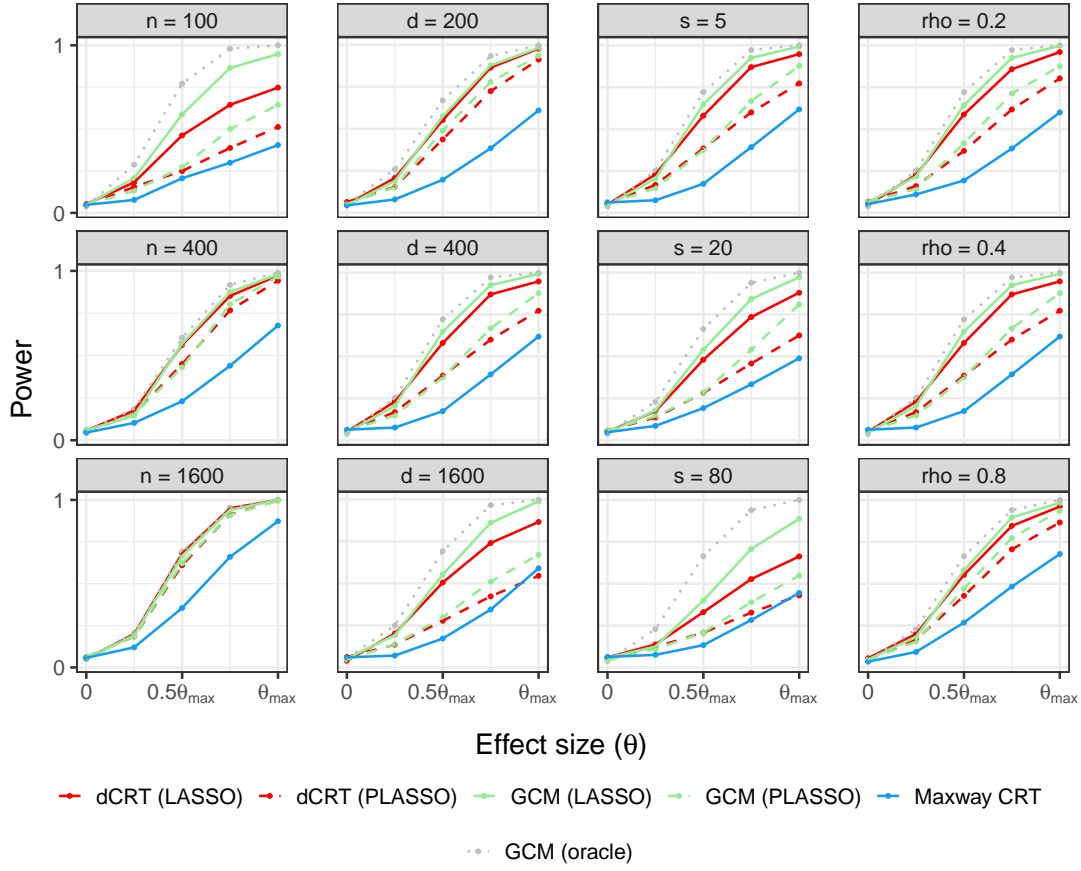 n = 100 d = 200 s = 5 rho = 0.2
1
0
n = 400 d = 400 s = 20 rho = 0.4
1
0
Power
n = 1600 d = 1600 s = 80 rho = 0.8
1
0
0 0.5θmax θmax 0 0.5θmax θmax 0 0.5θmax θmax 0 0.5θmax θmax
Effect size (θ)
dCRT (LASSO) dCRT (PLASSO) GCM (LASSO) GCM (PLASSO) Maxway CRT
GCM (oracle)